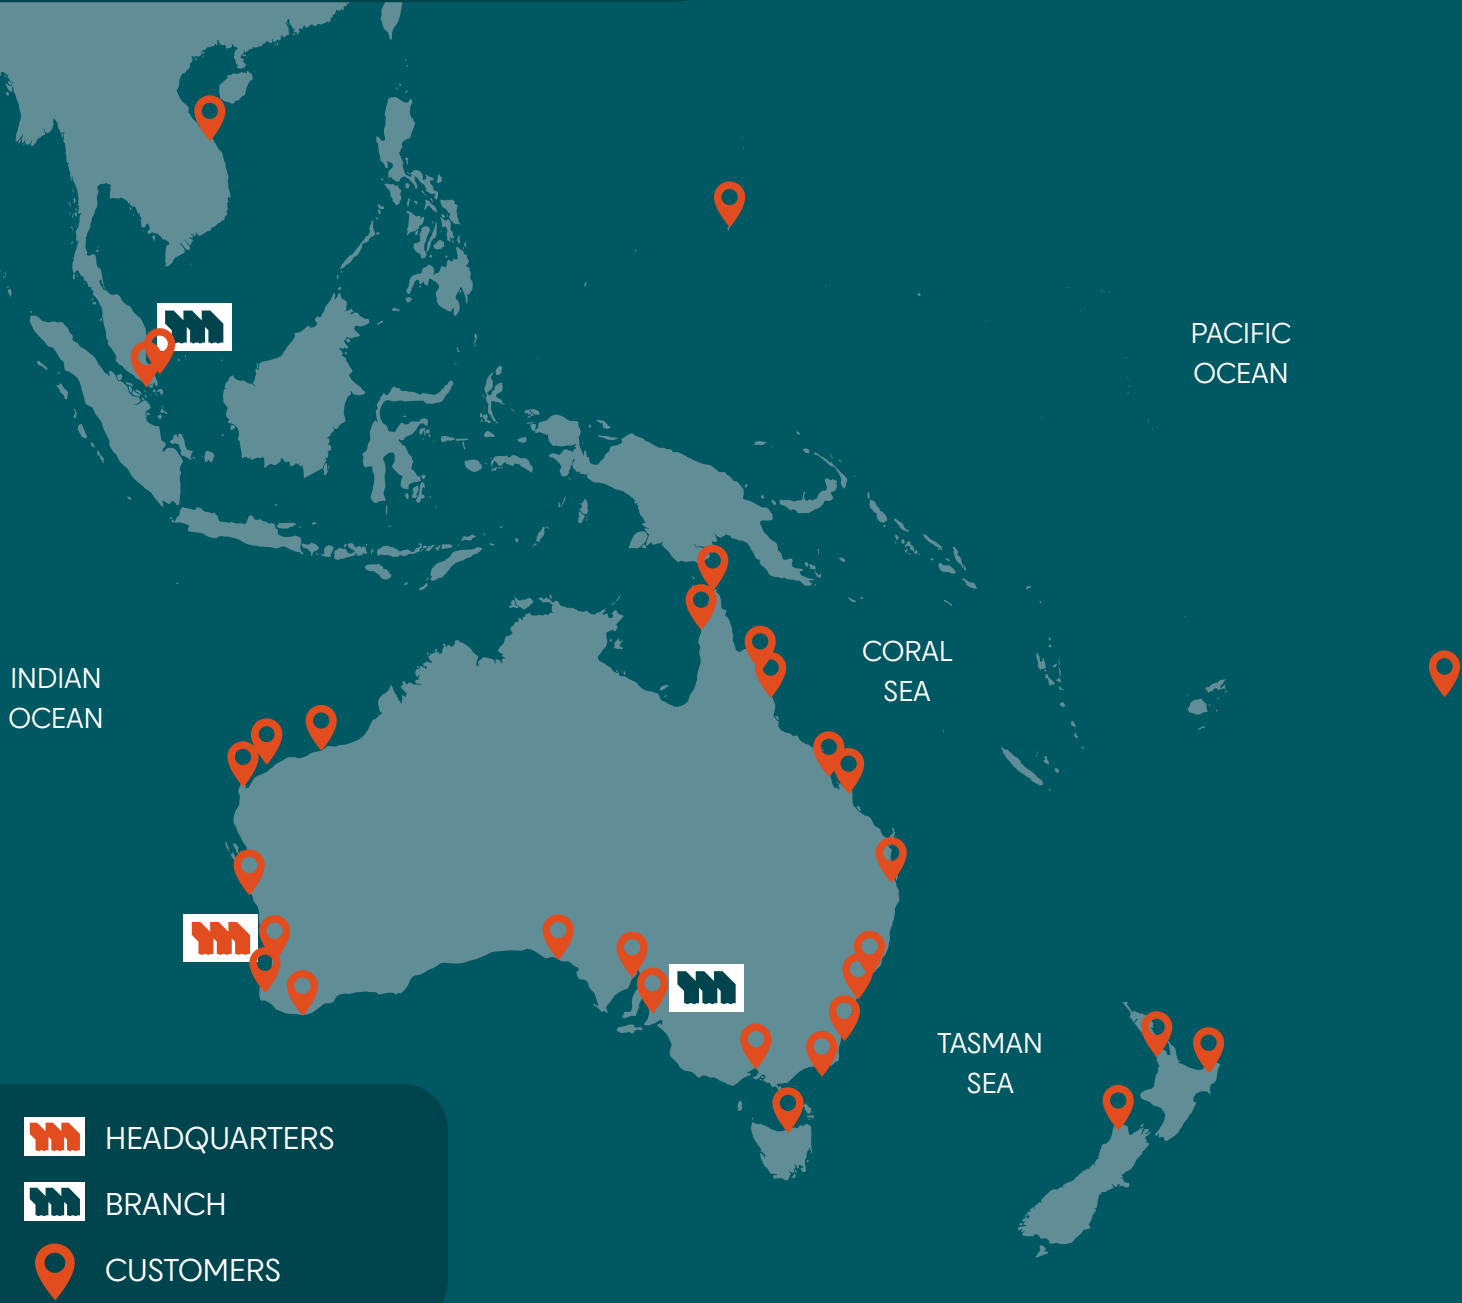 PACIFIC
OCEAN
CORAL
SEA
INDIAN
OCEAN
TASMAN
SEA
HEADQUARTERS
BRANCH
CUSTOMERS